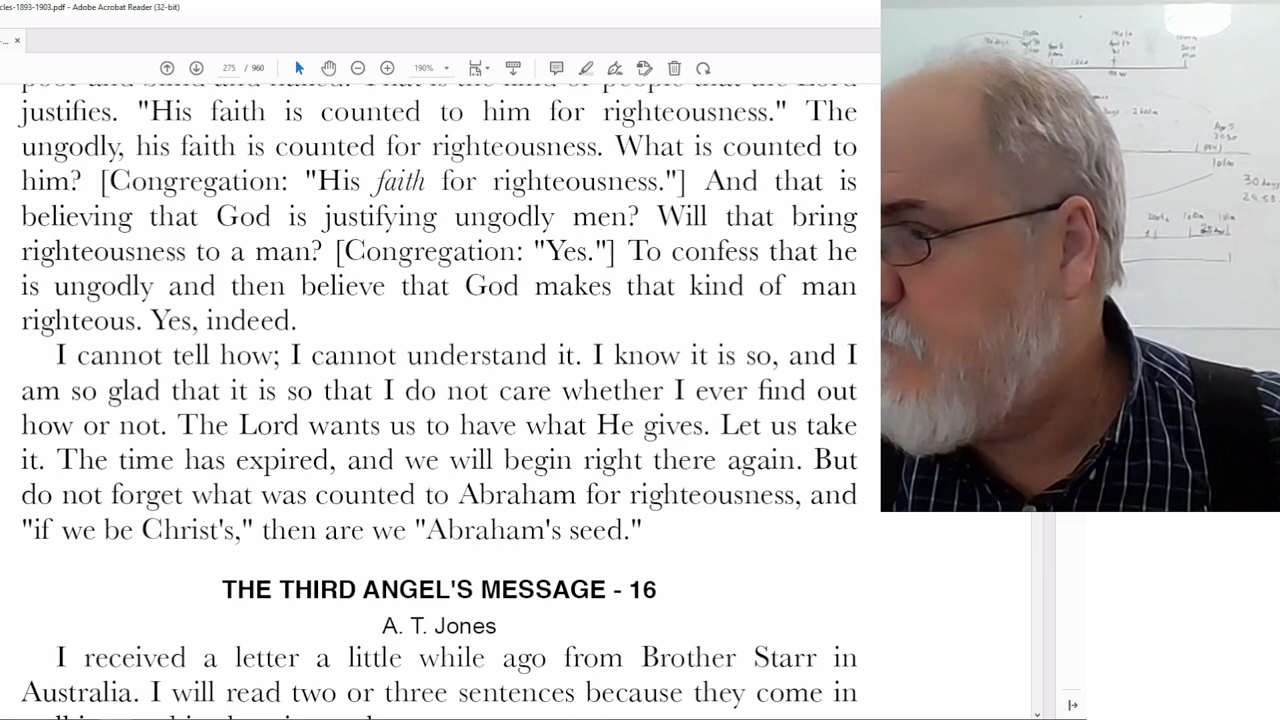 cles-1893-1903.pdf - Adobe Acrobat Reader (32-bit)
275 / 960
190%
justifies. "His faith is counted to him for righteousness." The
ungodly, his faith is counted for righteousness. What is counted to
him? [Congregation: "His faith for righteousness."] And that is
believing that God is justifying ungodly men? Will that bring
righteousness to a man? [Congregation: "Yes."] To confess that he
is ungodly and then believe that God makes that kind of man
righteous. Yes, indeed.
I cannot tell how; I cannot understand it. I know it is so, and I
am so glad that it is so that I do not care whether I ever find out
how or not. The Lord wants us to have what He gives. Let us take
it. The time has expired, and we will begin right there again. But
do not forget what was counted to Abraham for righteousness, and
"if we be Christ's," then are we "Abraham's seed."
THE THIRD ANGEL'S MESSAGE - 16
A. T. Jones
I received a letter a little while ago from Brother Starr in
Australia. I will read two or three sentences because they come in
30 days